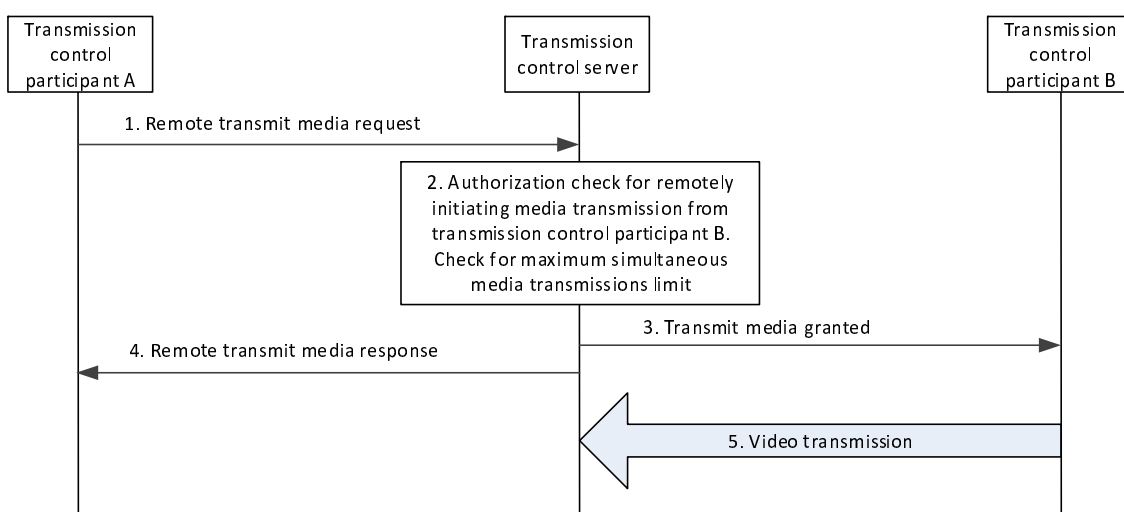 Transmission
control
participant A
Transmission
control server
Transmission
control
participant B
1. Remote transmit media request
2. Authorization check for remotely
initiating media transmission from
transmission control participant B.
Check for maximum simultaneous
media transmissions limit
3. Transmit media granted
4. Remote transmit media response
5. Video transmission